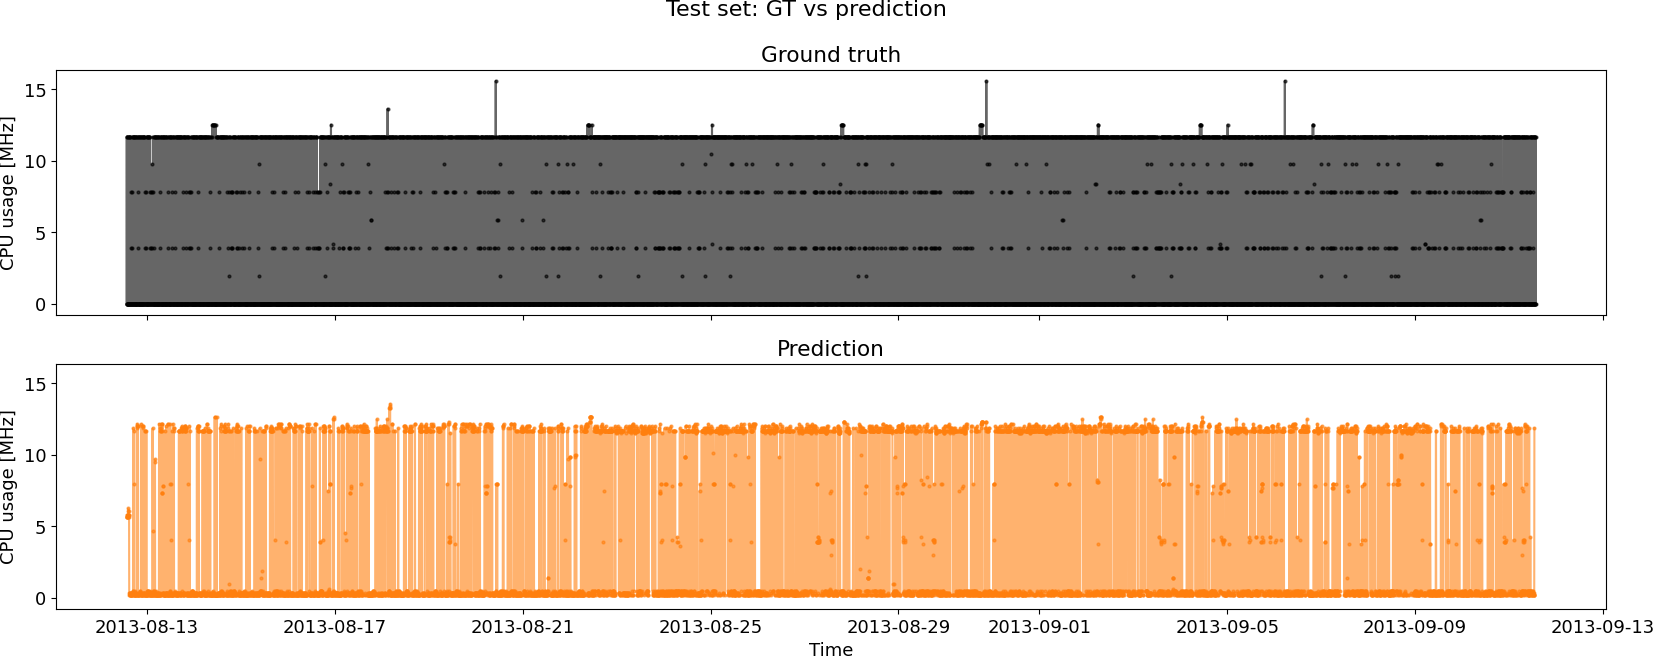 Test set: GT vs prediction
Ground truth
CPU usage [MHz]
15
10
5
0
Prediction
CPU usage [MHz]
15
10
5
0
2013-08-13 2013-08-17 2013-08-21 2013-08-25 2013-08-29 2013-09-01 2013-09-05 2013-09-09 2013-09-13
Time